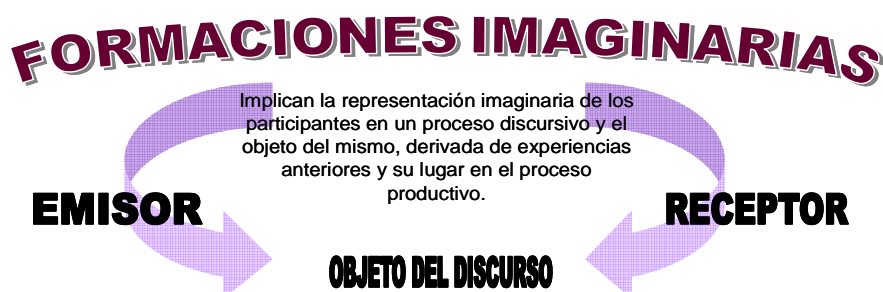 FORMACIONES IMAGINARIAS
Implican la representación imaginaria de los
participantes en un proceso discursivo y el
objeto del mismo, derivada de experiencias
anteriores y su lugar en el proceso
productivo.
EMISOR
RECEPTOR
OBJETO DEL DISCURSO